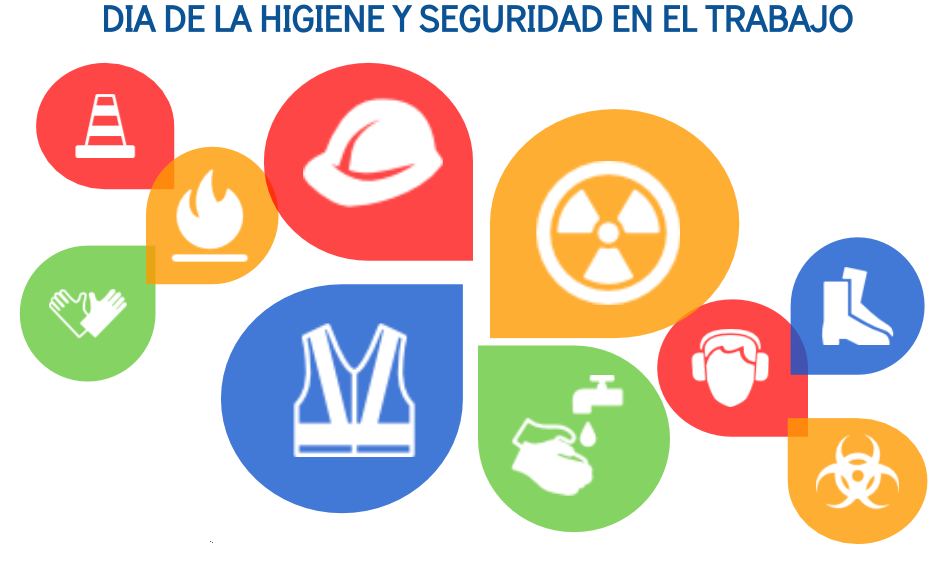 DIA DE LA HIGIENE Y SEGURIDAD EN EL TRABAJO